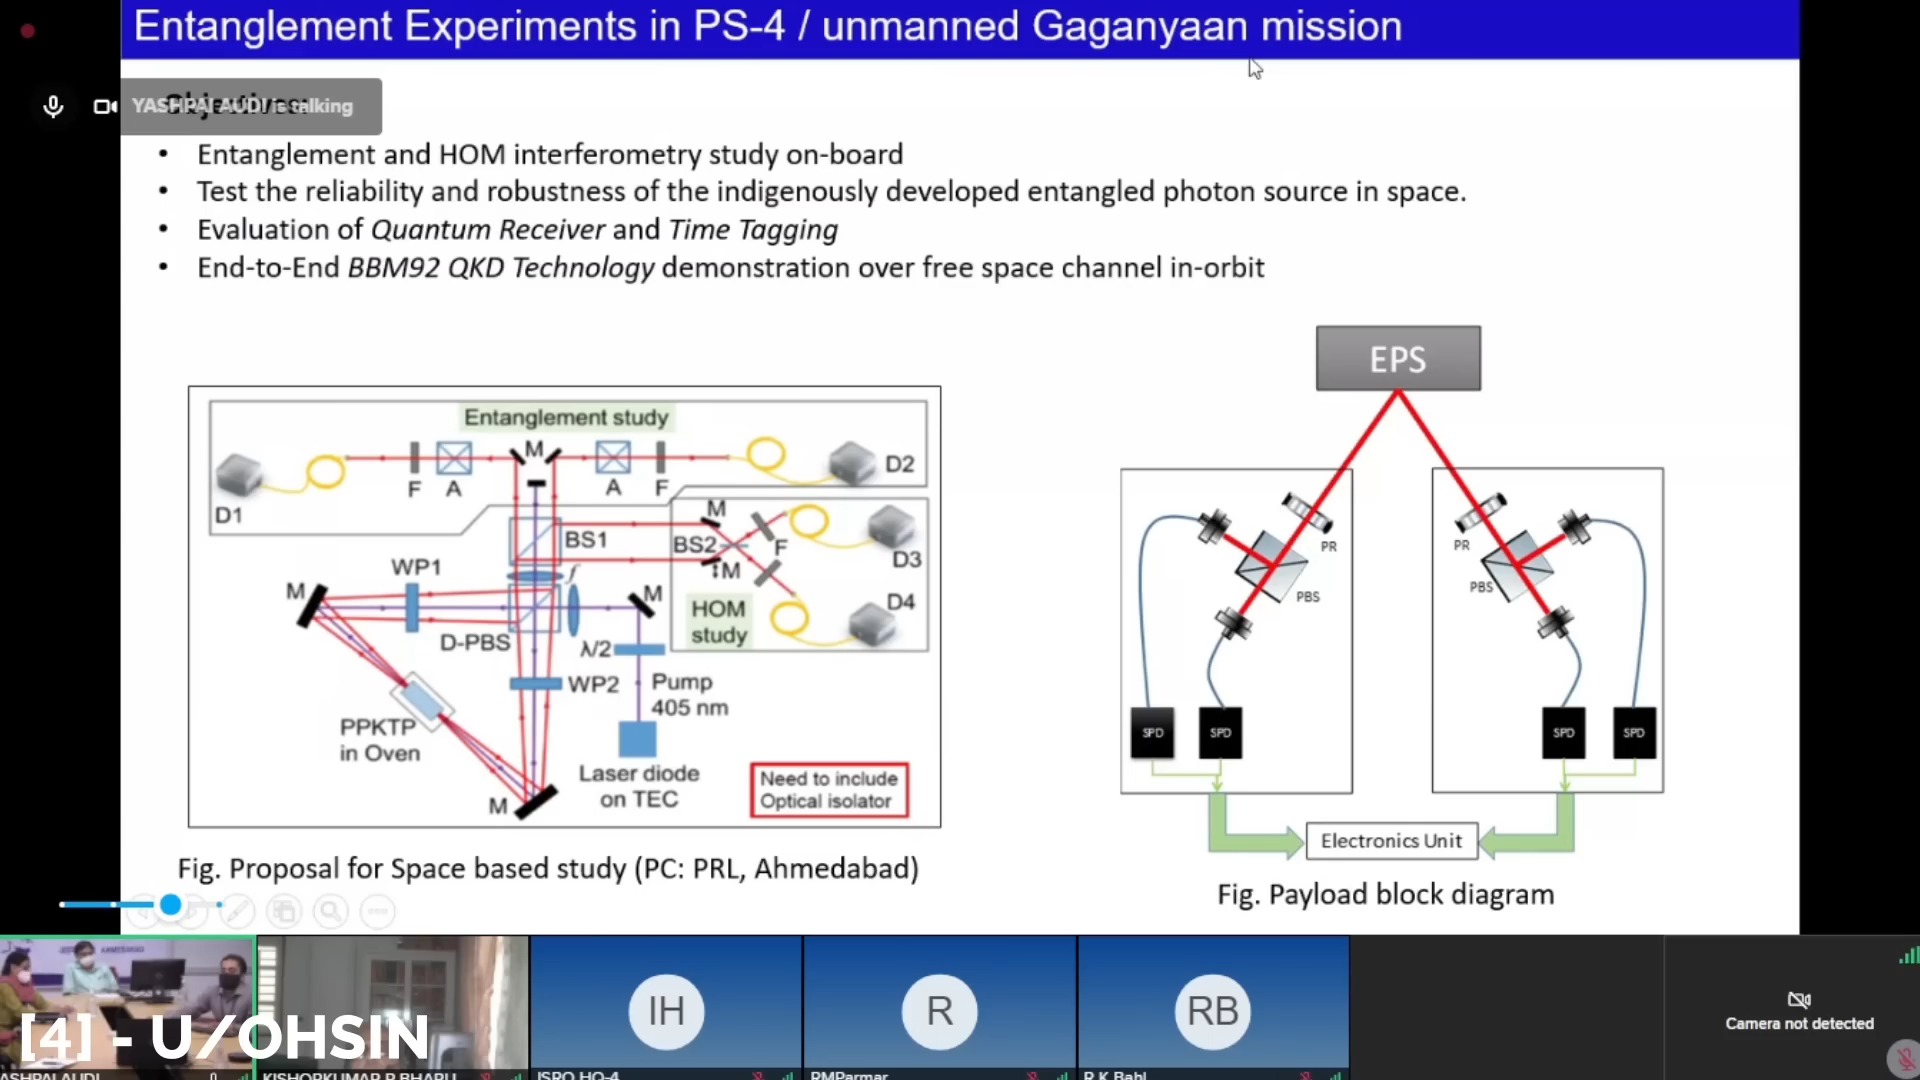 Entanglement Experiments in PS-4 / unmanned Gaganyaan mission
YASHPAL AUDI is talking
• Entanglement and HOM interferometry study on-board
• Test the reliability and robustness of the indigenously developed entangled photon source in space.
• Evaluation of Quantum Receiver and Time Tagging
• End-to-End BBM92 QKD Technology demonstration over free space channel in-orbit
Entanglement study
M
D2
F
A
A
F
D1
M
BS1
BS2
F
D3
WP1
f
M
M
M
D4
HOM
study
D-PBS
λ/2
WP2
Pump
405 nm
PPKTP
in Oven
Laser diode
on TEC
M
Need to include
Optical isolator
Fig. Proposal for Space based study (PC: PRL, Ahmedabad)
EPS
PR
PBS
PR
PBS
SPD
SPD
SPD
SPD
Electronics Unit
Fig. Payload block diagram
IH
R
RB
Camera not detected
[4] - U/OHSIN
KISHORKUMAR P BHARU
ISRO HQ-4
RMParmar
R K Bahl